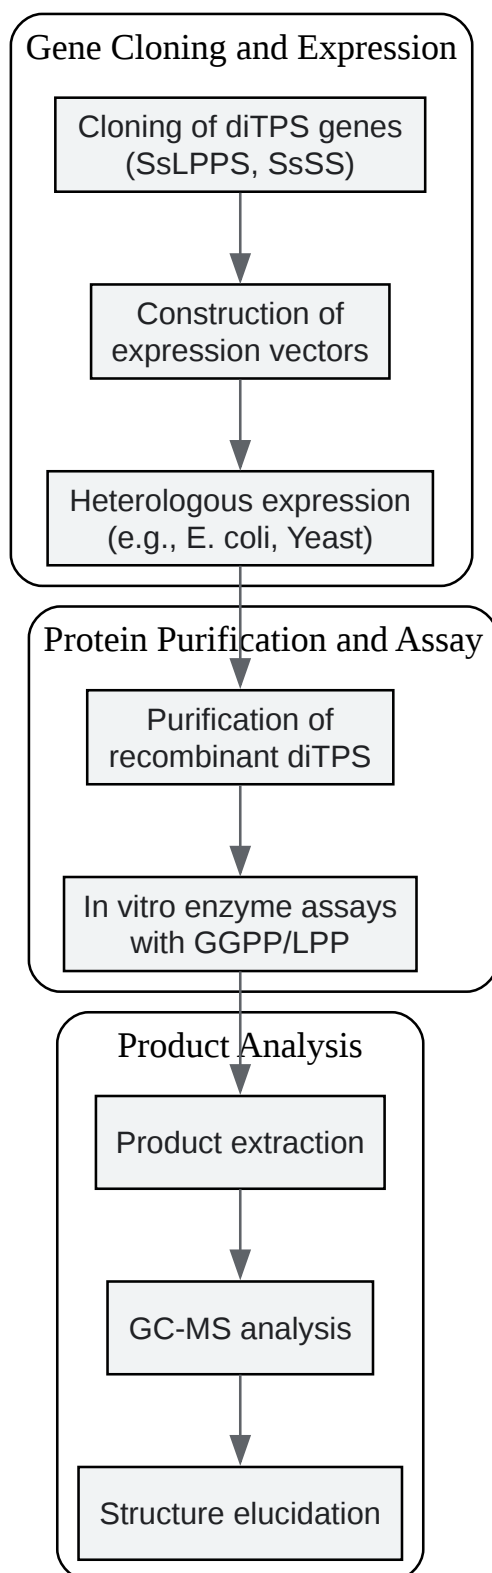 Gene Cloning and Expression
Cloning of diTPS genes
(SsLPPS, SsSS)
Construction of
expression vectors
Heterologous expression
(e.g., E. coli, Yeast)
Protein Purification and Assay
Purification of
recombinant diTPS
In vitro enzyme assays
with GGPP/LPP
Product Analysis
Product extraction
GC-MS analysis
Structure elucidation